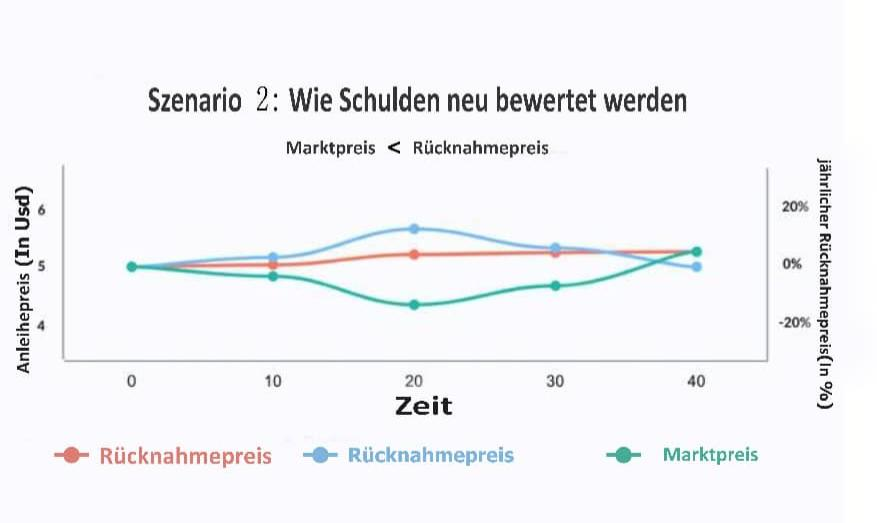 Szenario 2: Wie Schulden neu bewertet werden
Marktpreis < Rücknahmepreis
Anleihepreis (In Usd)
6
5
4
20%
0%
-20%
jährlicher Rücknahmepreis(In %)
0 10 20 30 40
Zeit
Rücknahmepreis Rücknahmepreis Marktpreis